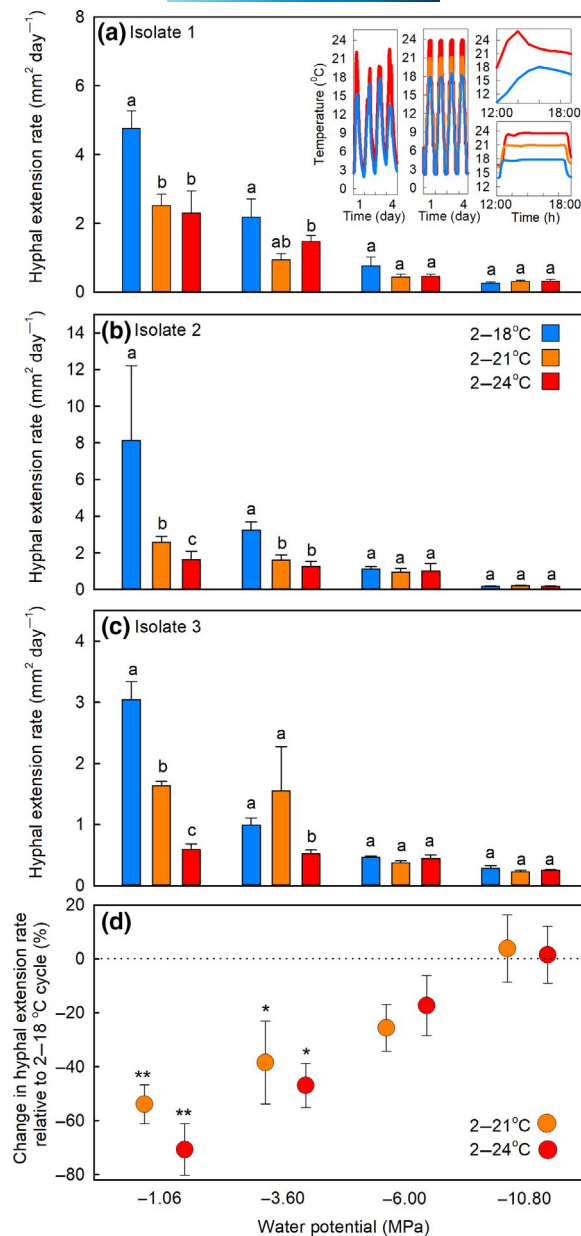 (a) Isolate 1
Hyphal extension rate (mm² day⁻¹)
8
6
4
2
0
a
b
b
a
ab
b
a
a
a
a
a
a
Temperature (°C)
24
21
18
15
12
9
6
3
0
1 4
Time (day)
24
21
18
15
12
9
6
3
0
1 4
Time (day)
24
21
18
15
12
12:00 18:00
24
21
18
15
12
12:00 18:00
Time (h)
(b) Isolate 2
Hyphal extension rate (mm² day⁻¹)
14
12
10
8
6
4
2
0
2–18°C
2–21°C
2–24°C
a
b
c
a
b
b
a
a
a
a
a
a
(c) Isolate 3
Hyphal extension rate (mm² day⁻¹)
4
3
2
1
0
a
b
c
a
a
b
a
a
a
a
a
a
(d)
Change in hyphal extension rate
relative to 2–18 °C cycle (%)
20
0
–20
–40
–60
–80
**
**
*
*
2–21°C
2–24°C
–1.06 –3.60 –6.00 –10.80
Water potential (MPa)